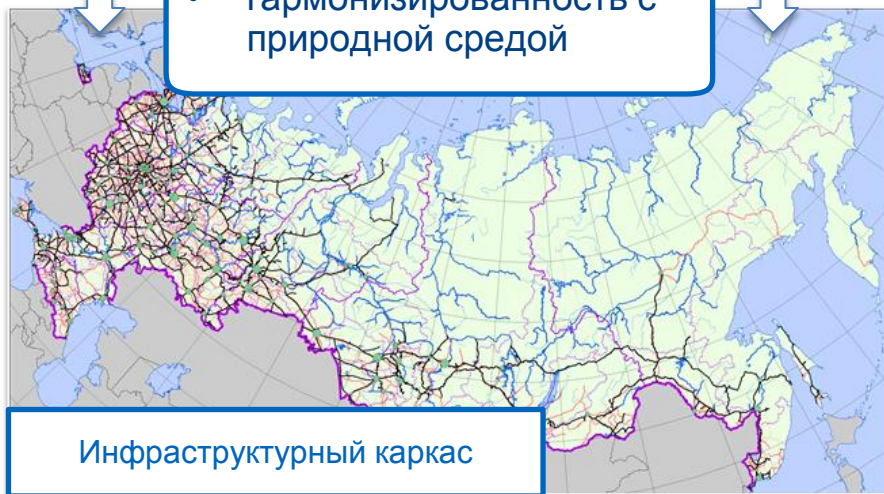 • гармонизированность с
природной средой
Инфраструктурный каркас